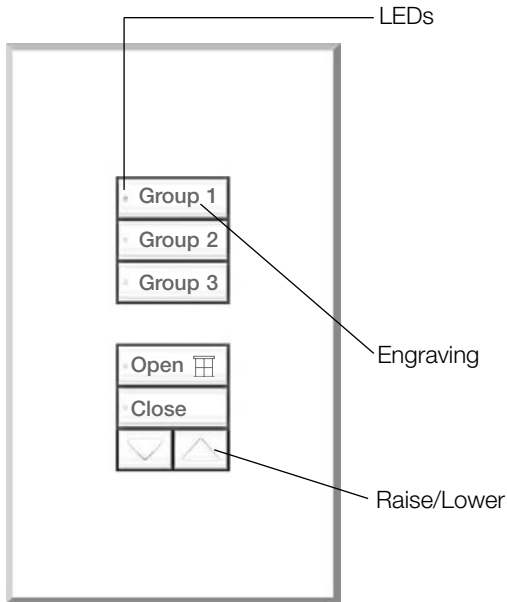 LEDs
Group 1
Group 2
Group 3
Engraving
Open
Close
Raise/Lower